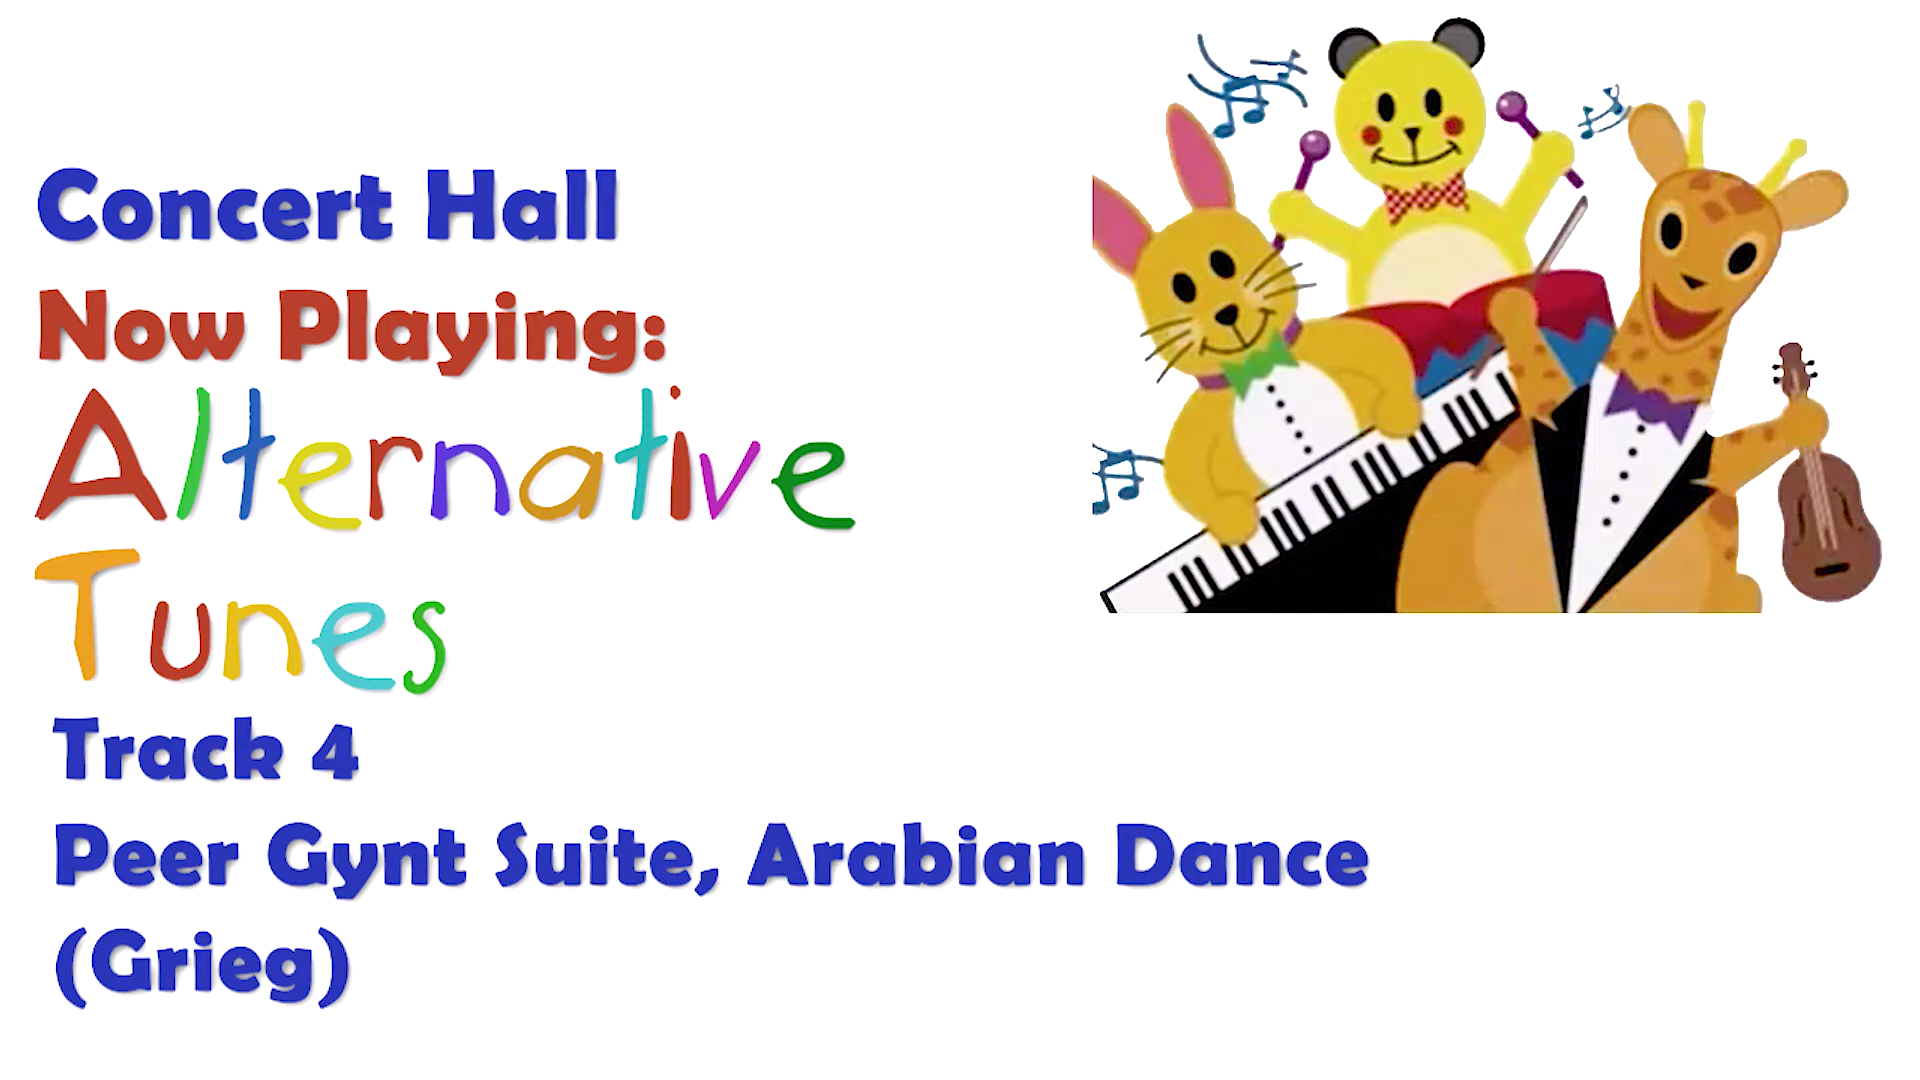 Concert Hall
Now Playing:
Alternative
Tunes
Track 4
Peer Gynt Suite, Arabian Dance
(Grieg)